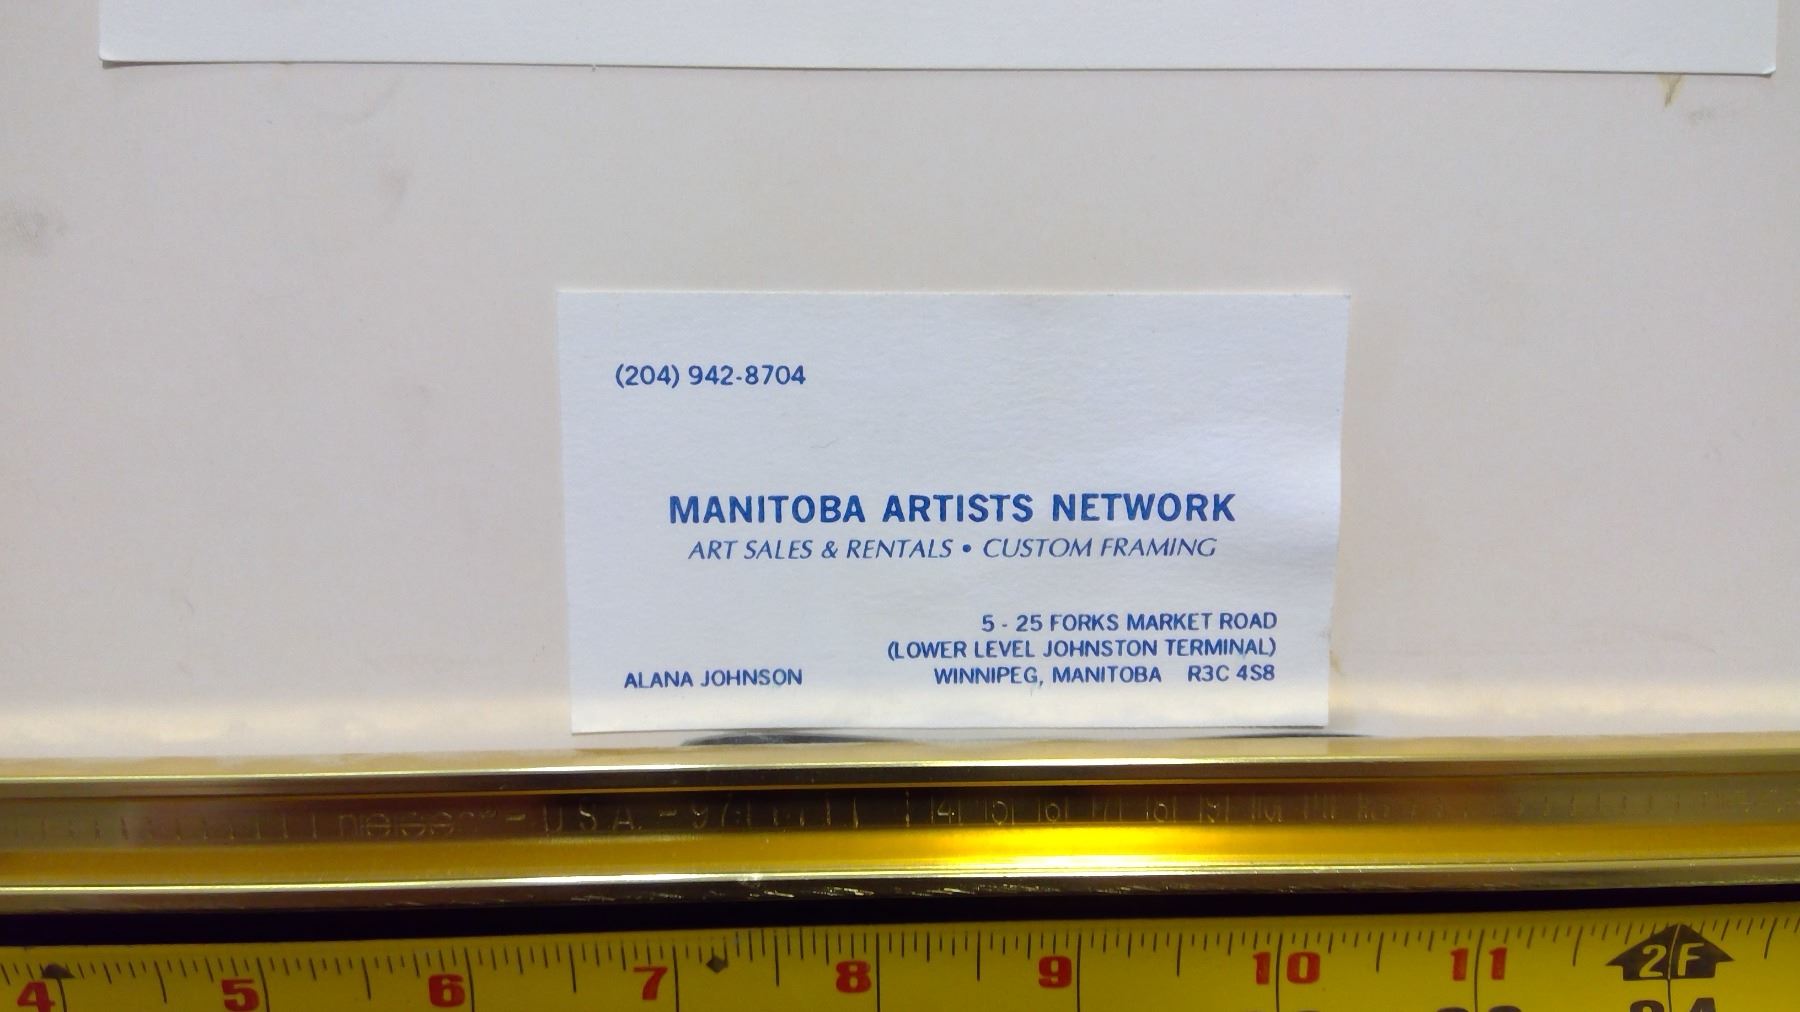 (204) 942-8704
MANITOBA ARTISTS NETWORK
ART SALES & RENTALS • CUSTOM FRAMING
5 - 25 FORKS MARKET ROAD
(LOWER LEVEL JOHNSTON TERMINAL)
ALANA JOHNSON WINNIPEG, MANITOBA R3C 4S8
U.S.A. - 97
4 5 6 7 8 9 10 11 2F